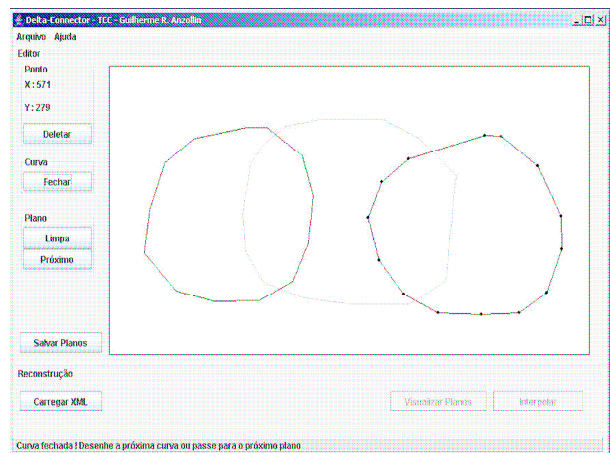 Delta-Connector - TCC - Guilherme R. Anzollin
Arquivo Ajuda
Editor
Ponto
X : 571
Y : 279
Deletar
Curva
Fechar
Plano
Limpa
Próximo
Salvar Planos
Reconstrução
Carregar XML
Visualizar Planos
Interpolar
Curva fechada ! Desenhe a próxima curva ou passe para o próximo plano